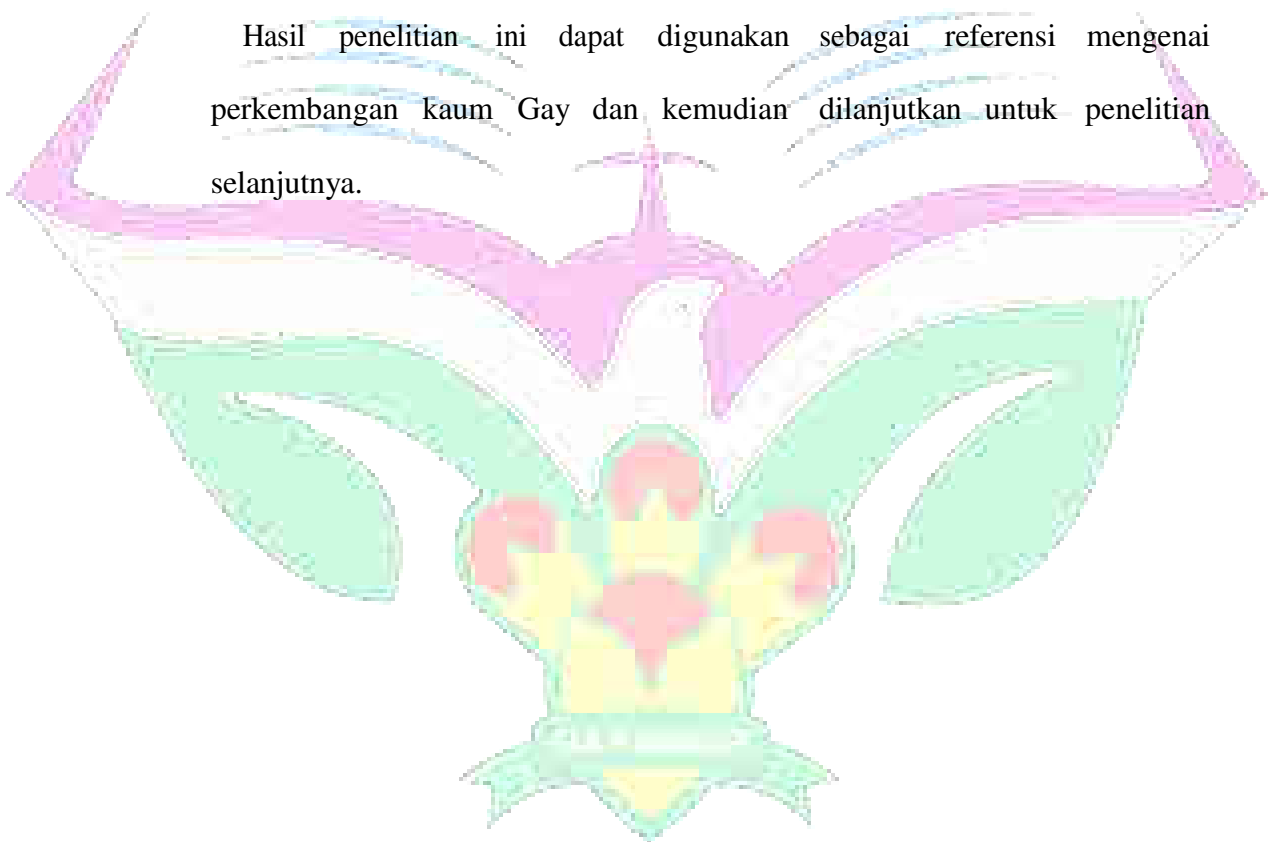 Hasil penelitian ini dapat digunakan sebagai referensi mengenai
perkembangan kaum Gay dan kemudian dilanjutkan untuk penelitian
selanjutnya.